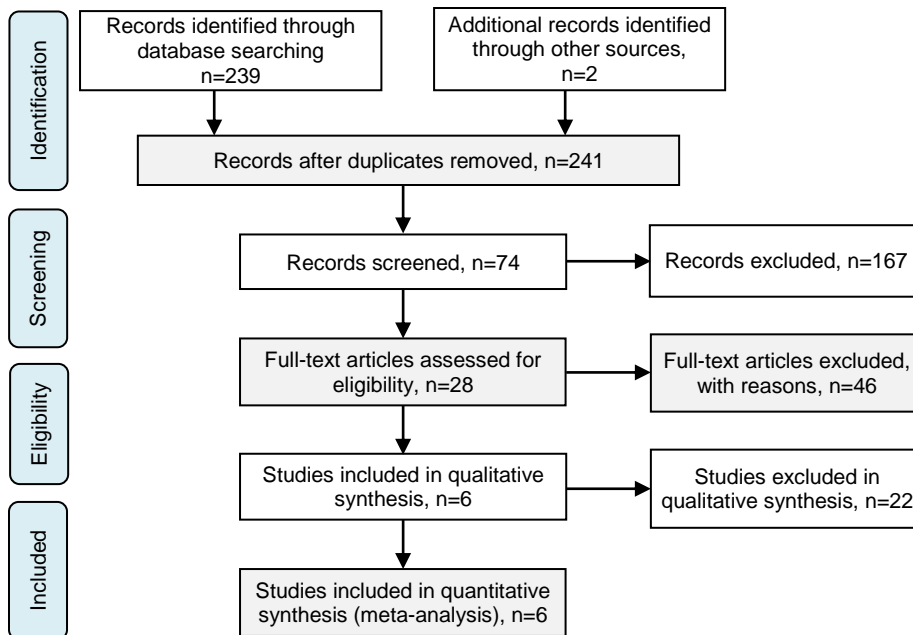 Identification
Records identified through
database searching
n=239
Additional records identified
through other sources,
n=2
Records after duplicates removed, n=241
Screening
Records screened, n=74
Records excluded, n=167
Eligibility
Full-text articles assessed for
eligibility, n=28
Full-text articles excluded,
with reasons, n=46
Studies included in qualitative
synthesis, n=6
Studies excluded in
qualitative synthesis, n=22
Included
Studies included in quantitative
synthesis (meta-analysis), n=6